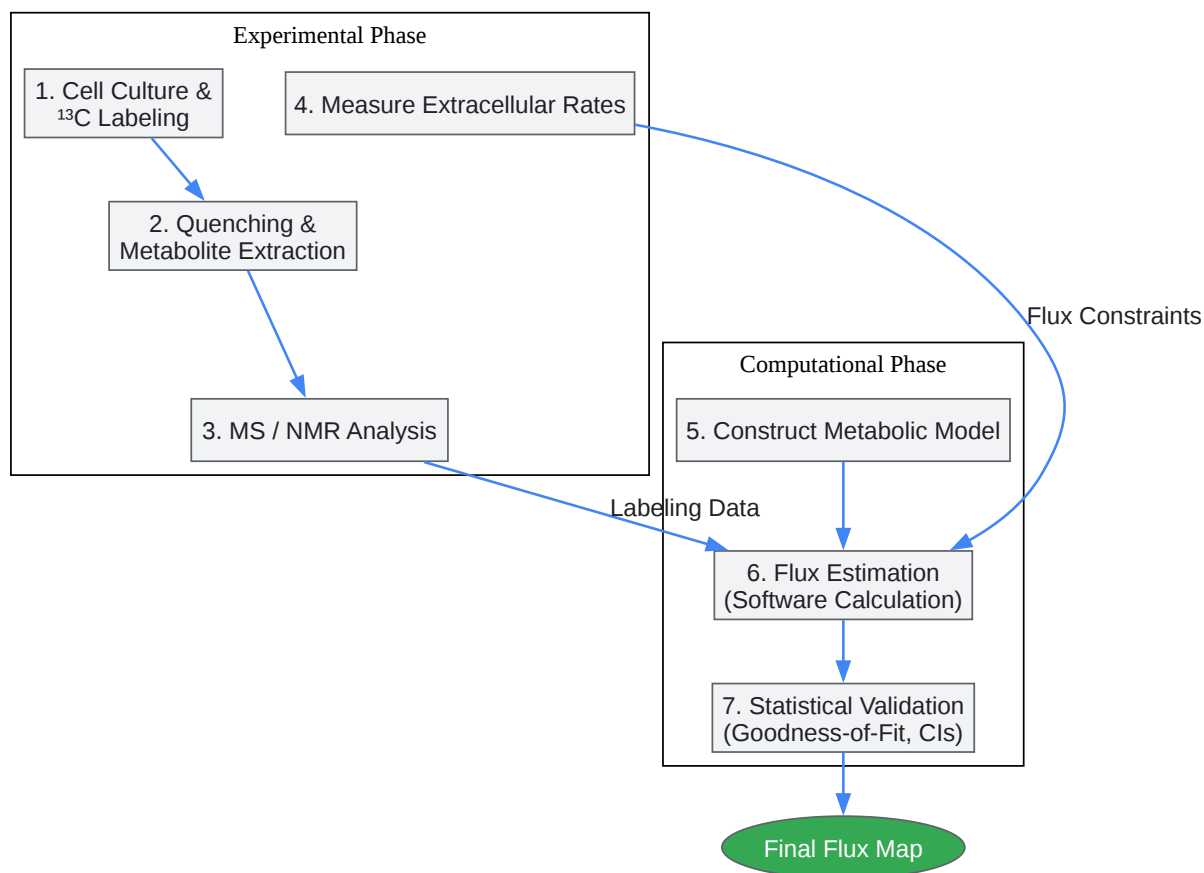 Experimental Phase
1. Cell Culture &
¹³C Labeling
4. Measure Extracellular Rates
2. Quenching &
Metabolite Extraction
3. MS / NMR Analysis
Flux Constraints
Labeling Data
Computational Phase
5. Construct Metabolic Model
6. Flux Estimation
(Software Calculation)
7. Statistical Validation
(Goodness-of-Fit, CIs)
Final Flux Map